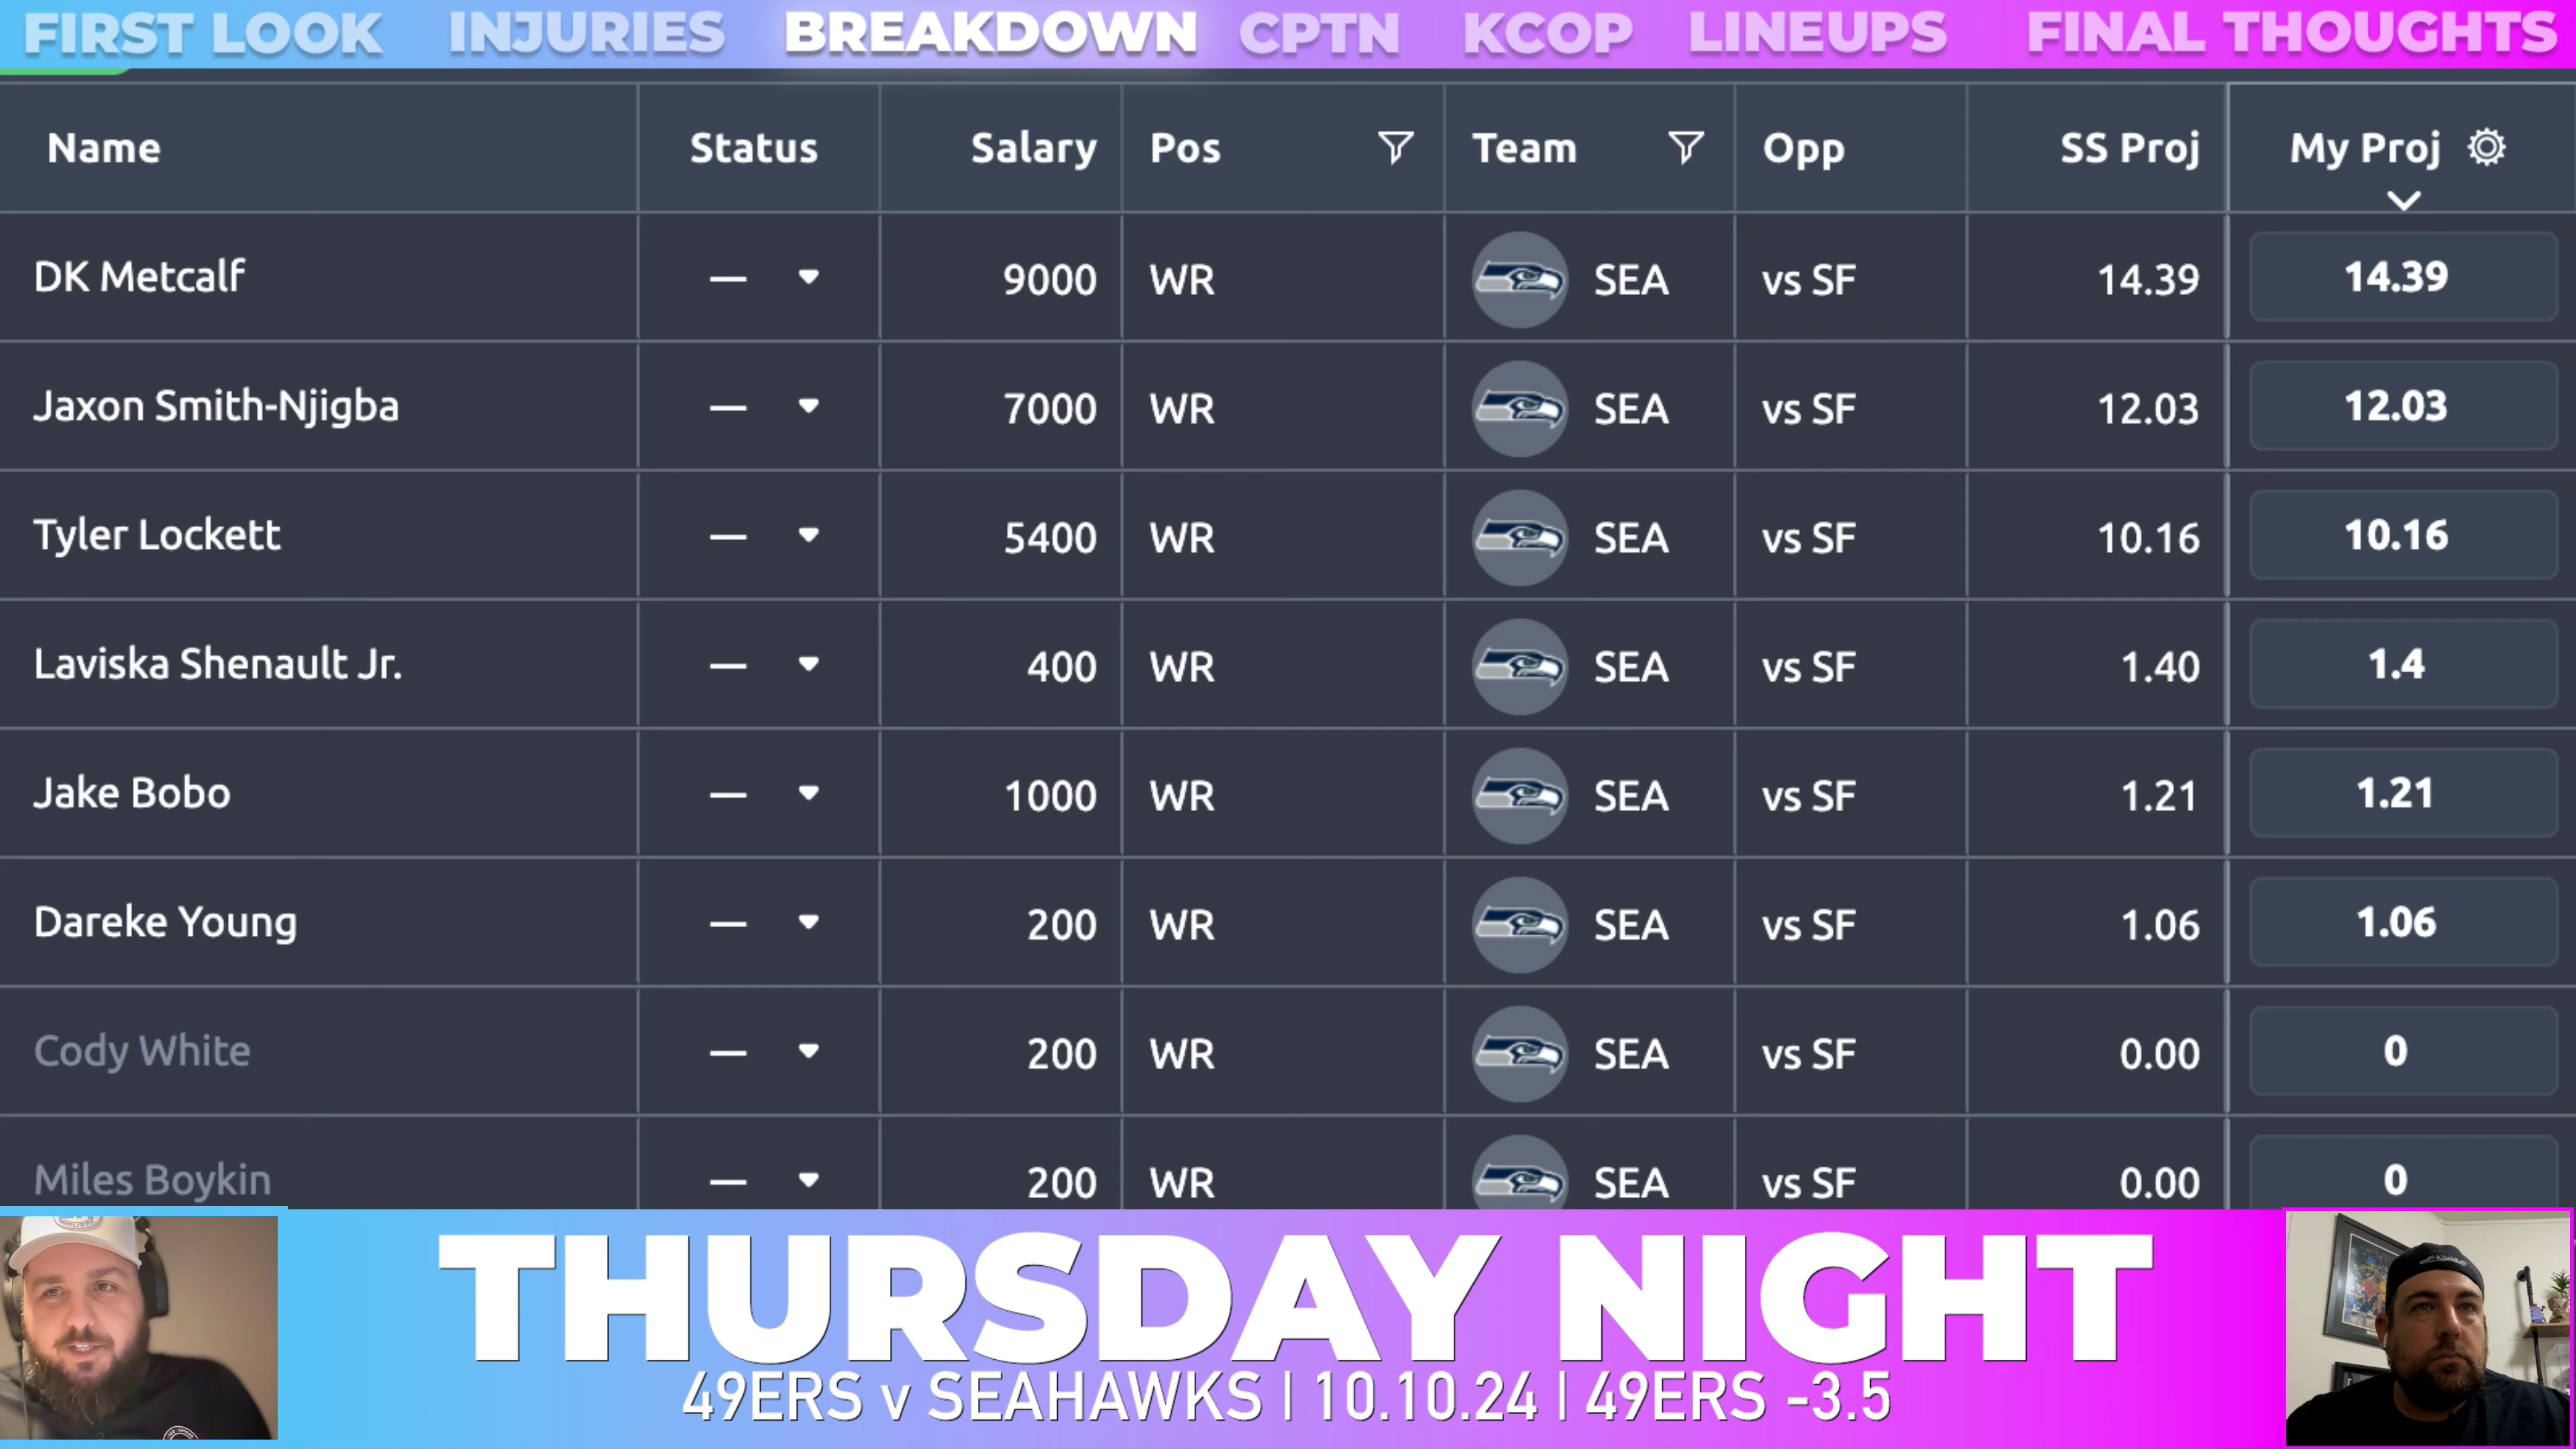 FIRST LOOK INJURIES BREAKDOWN CPTN KCOP LINEUPS FINAL THOUGHTS
Name Status Salary Pos Team Opp SS Proj My Proj
DK Metcalf — 9000 WR SEA vs SF 14.39 14.39
Jaxon Smith-Njigba — 7000 WR SEA vs SF 12.03 12.03
Tyler Lockett — 5400 WR SEA vs SF 10.16 10.16
Laviska Shenault Jr. — 400 WR SEA vs SF 1.40 1.4
Jake Bobo — 1000 WR SEA vs SF 1.21 1.21
Dareke Young — 200 WR SEA vs SF 1.06 1.06
Cody White — 200 WR SEA vs SF 0.00 0
Miles Boykin — 200 WR SEA vs SF 0.00 0
THURSDAY NIGHT
49ERS v SEAHAWKS | 10.10.24 | 49ERS -3.5